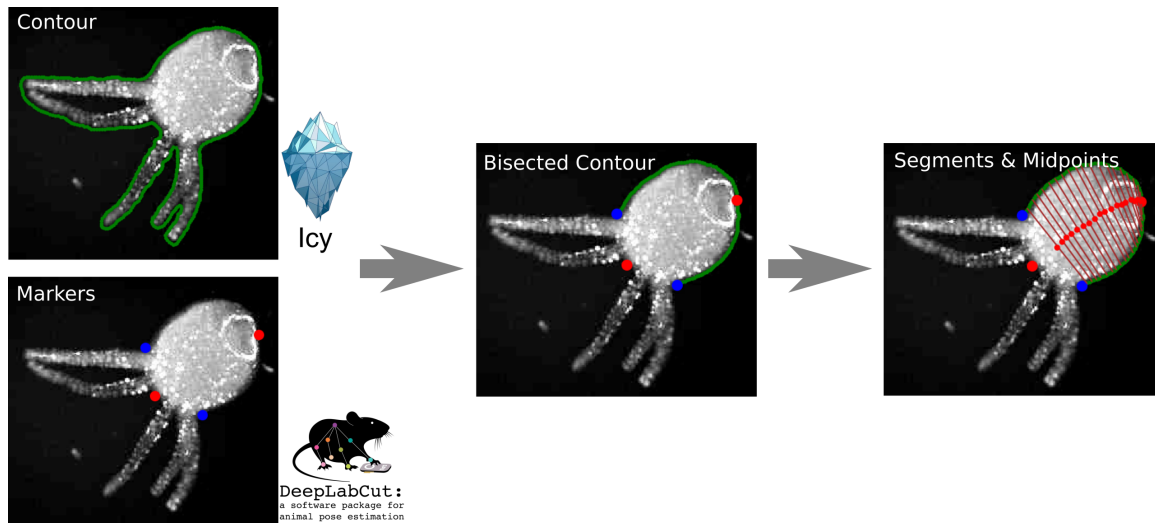 Contour
Icy
Markers
DeepLabCut:
a software package for
animal pose estimation
Bisected Contour
Segments & Midpoints